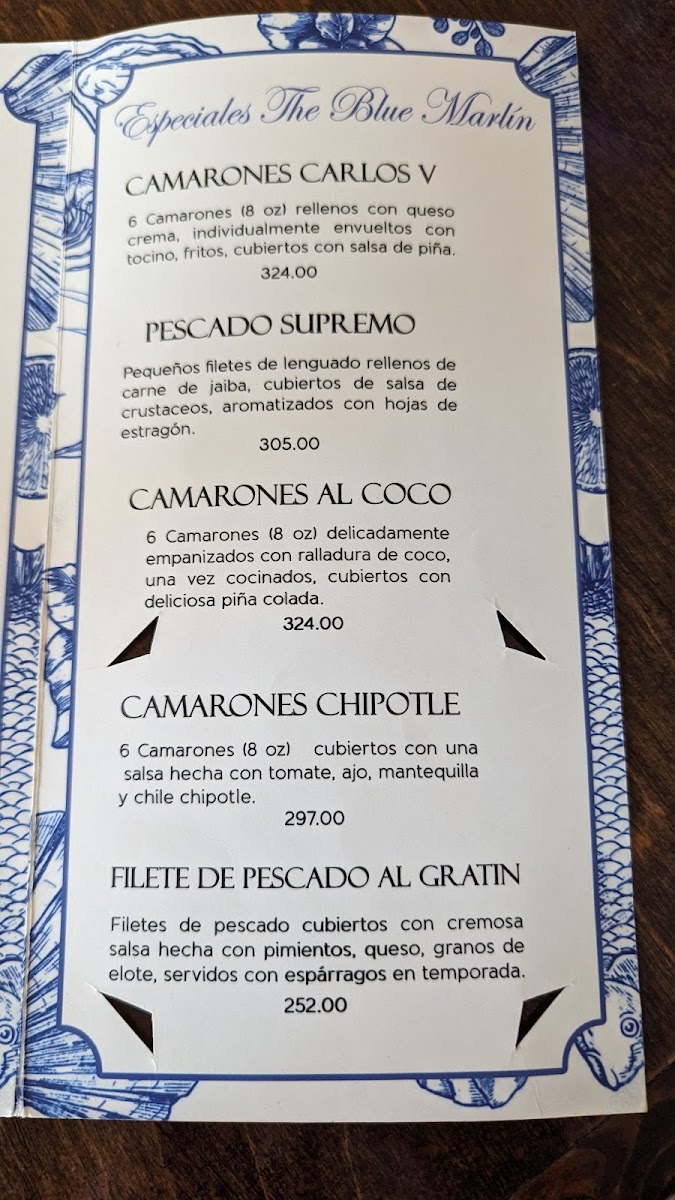 Especiales The Blue Marlín
CAMARONES CARLOS V
6 Camarones (8 oz) rellenos con queso
crema, individualmente envueltos con
tocino, fritos, cubiertos con salsa de piña.
324.00
PESCADO SUPREMO
Pequeños filetes de lenguado rellenos de
carne de jaiba, cubiertos de salsa de
crustaceos, aromatizados con hojas de
estragón.
305.00
CAMARONES AL COCO
6 Camarones (8 oz) delicadamente
empanizados con ralladura de coco,
una vez cocinados, cubiertos con
deliciosa piña colada.
324.00
CAMARONES CHIPOTLE
6 Camarones (8 oz) cubiertos con una
salsa hecha con tomate, ajo, mantequilla
y chile chipotle.
297.00
FILETE DE PESCADO AL GRATIN
Filetes de pescado cubiertos con cremosa
salsa hecha con pimientos, queso, granos de
elote, servidos con espárragos en temporada.
252.00